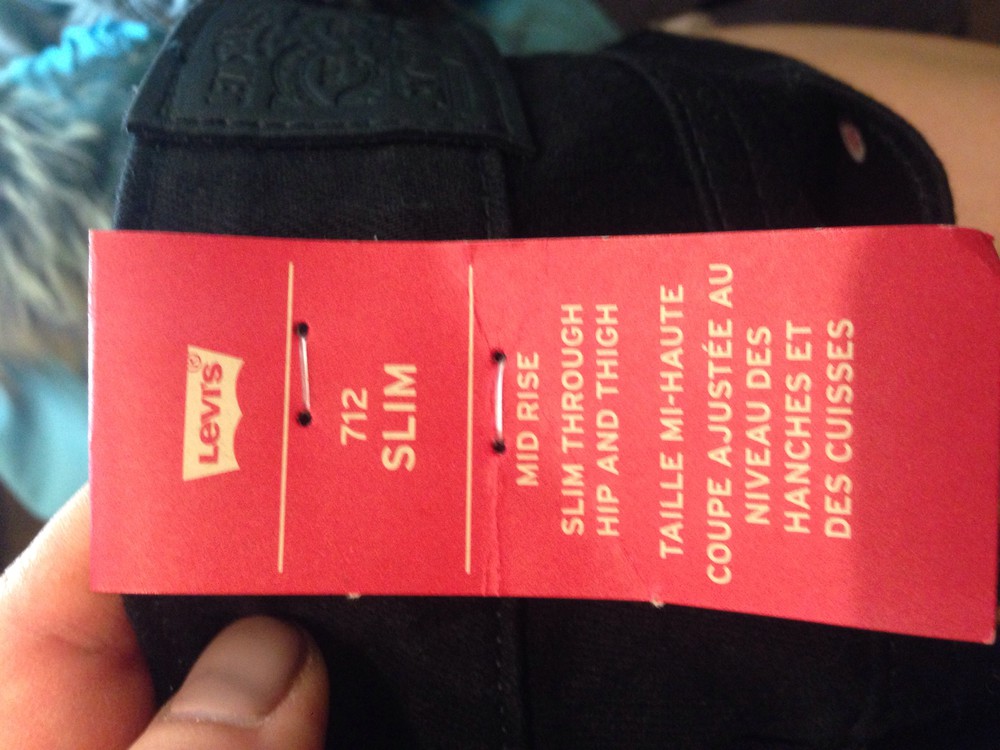 Levi's®
712
SLIM
MID RISE
SLIM THROUGH
HIP AND THIGH
TAILLE MI-HAUTE
COUPE AJUSTÉE AU
NIVEAU DES
HANCHES ET
DES CUISSES